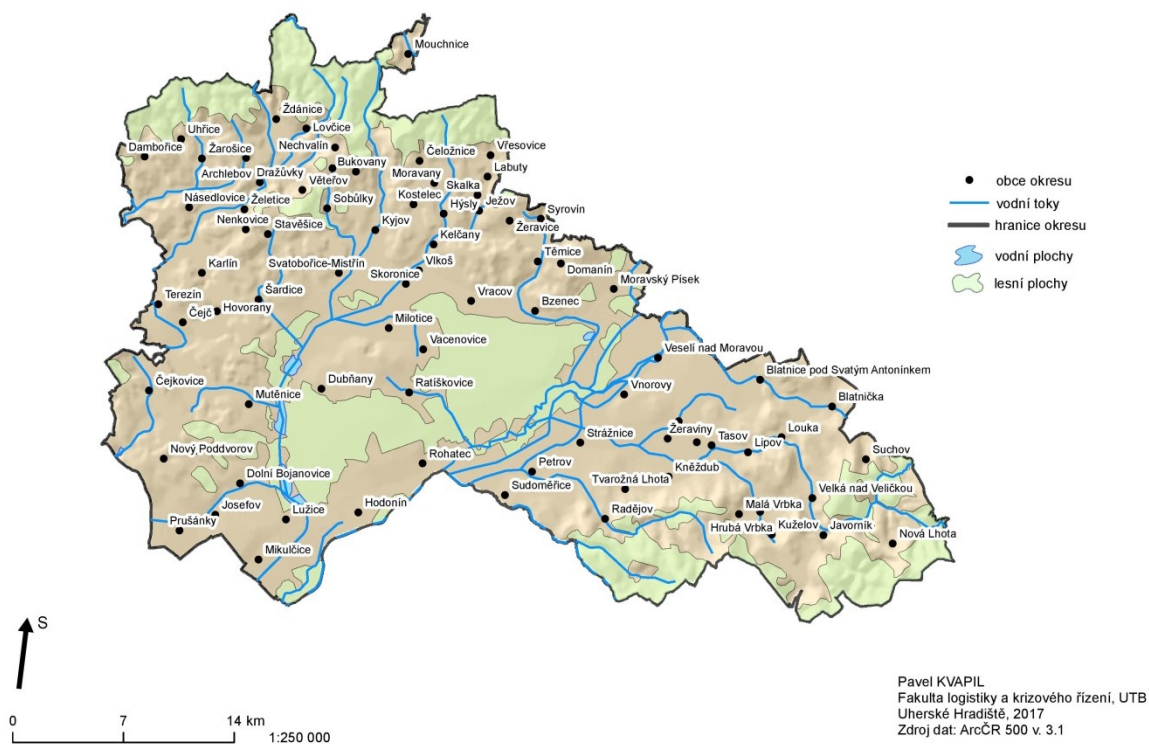 Mouchnice
Ždánice
Lovčice
Uhřice
Nechvalín
Dambořice
Žarošice
Čeložnice
Vřesovice
Bukovany
Archlebov
Dražůvky
Moravany
Labuty
Věteřov
Skalka
Násedlovice
Želetice
Sobůlky
Kostelec
Hýsly
Ježov
Syrovín
Nenkovice
Stavěšice
Kyjov
Žeravice
Kelčany
Karlín
Svatobořice-Mistřín
Vlkoš
Těmice
Skoronice
Domanín
Moravský Písek
Terezín
Šardice
Hovorany
Vracov
Bzenec
Čejč
Milotice
Vacenovice
Veselí nad Moravou
Čejkovice
Dubňany
Ratíškovice
Vnorovy
Blatnice pod Svatým Antonínkem
Mutěnice
Blatnička
Strážnice
Žeraviny
Tasov
Lipov
Louka
Nový Poddvorov
Rohatec
Suchov
Dolní Bojanovice
Petrov
Kněždub
Tvarožná Lhota
Sudoměřice
Velká nad Veličkou
Josefov
Lužice
Hodonín
Radějov
Malá Vrbka
Prušánky
Hrubá Vrbka
Kuželov
Javorník
Nová Lhota
Mikulčice
obce okresu
vodní toky
hranice okresu
vodní plochy
lesní plochy
S
0 7 14 km
1:250 000
Pavel KVAPIL
Fakulta logistiky a krizového řízení, UTB
Uherské Hradiště, 2017
Zdroj dat: ArcČR 500 v. 3.1